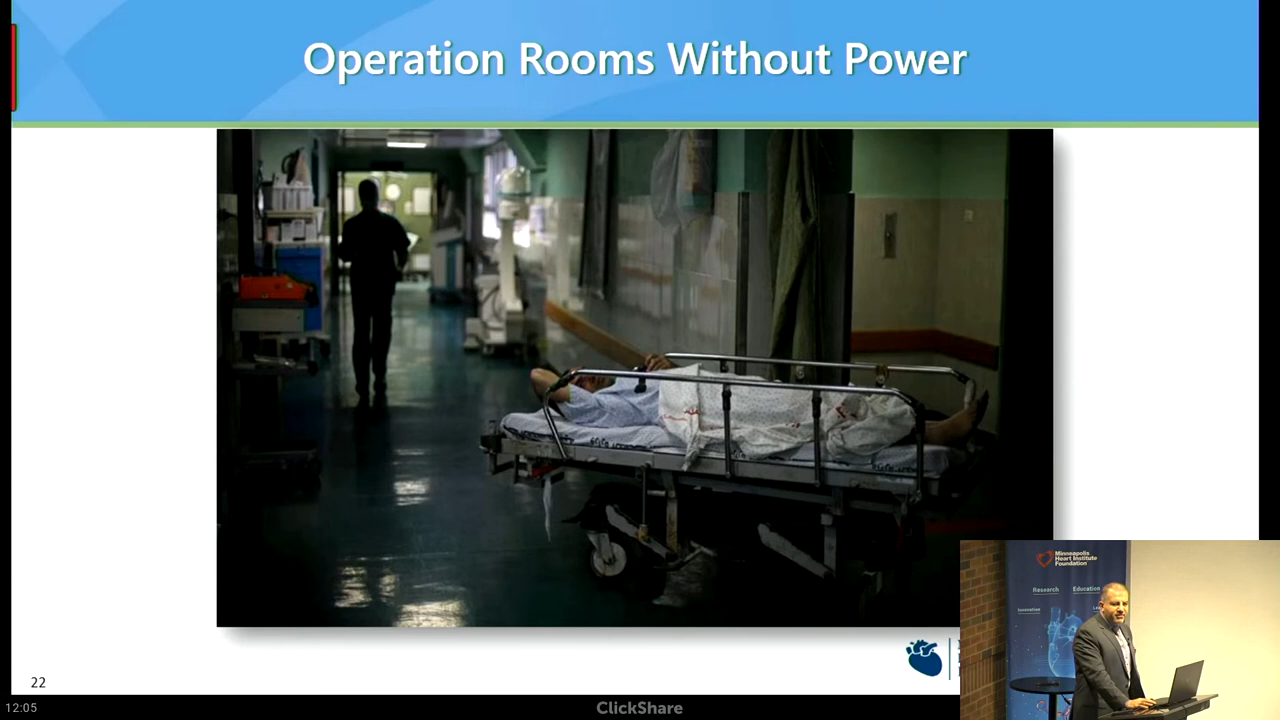 Operation Rooms Without Power
Minneapolis
Heart Institute
Foundation
Research Education
Innovation
22
12:05
ClickShare